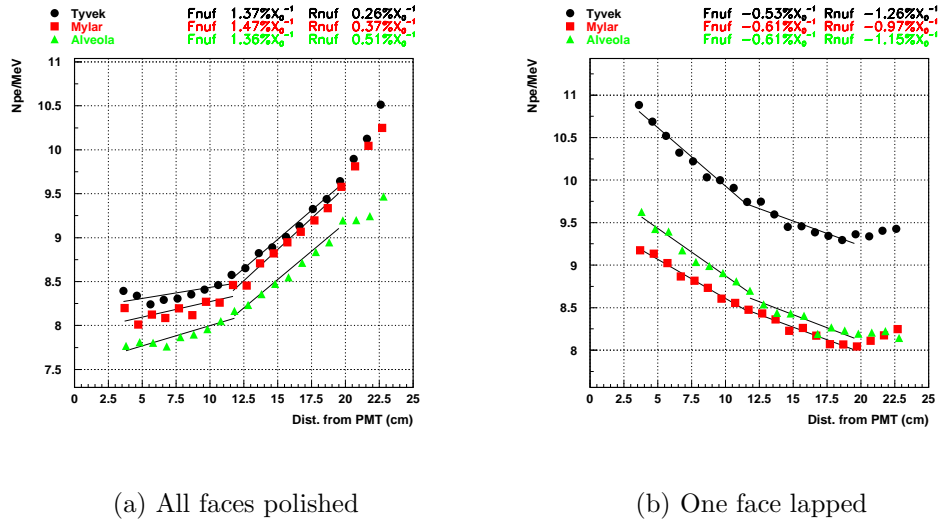 Tyvek Fnuf 1.37%X₀⁻¹ Rnuf 0.26%X₀⁻¹
Mylar Fnuf 1.47%X₀⁻¹ Rnuf 0.37%X₀⁻¹
Alveola Fnuf 1.36%X₀⁻¹ Rnuf 0.51%X₀⁻¹
Npe/MeV
11
10.5
10
9.5
9
8.5
8
7.5
0 2.5 5 7.5 10 12.5 15 17.5 20 22.5 25
Dist. from PMT (cm)
(a) All faces polished
Tyvek Fnuf −0.53%X₀⁻¹ Rnuf −1.26%X₀⁻¹
Mylar Fnuf −0.61%X₀⁻¹ Rnuf −0.97%X₀⁻¹
Alveola Fnuf −0.61%X₀⁻¹ Rnuf −1.15%X₀⁻¹
Npe/MeV
11
10.5
10
9.5
9
8.5
8
0 2.5 5 7.5 10 12.5 15 17.5 20 22.5 25
Dist. from PMT (cm)
(b) One face lapped